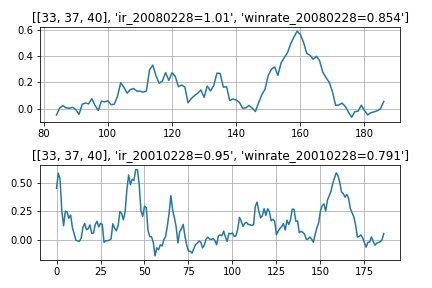 [[33, 37, 40], 'ir_20080228=1.01', 'winrate_20080228=0.854']
0.6
0.4
0.2
0.0
80 100 120 140 160 180
[[33, 37, 40], 'ir_20010228=0.95', 'winrate_20010228=0.791']
0.50
0.25
0.00
0 25 50 75 100 125 150 175